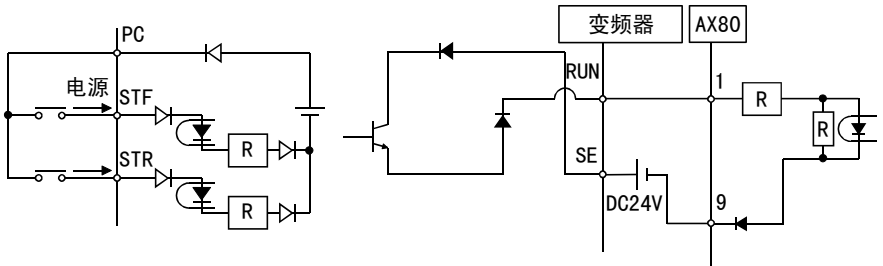 PC
电源
STF
R
STR
R
变频器
AX80
RUN
1
R
R
SE
DC24V
9